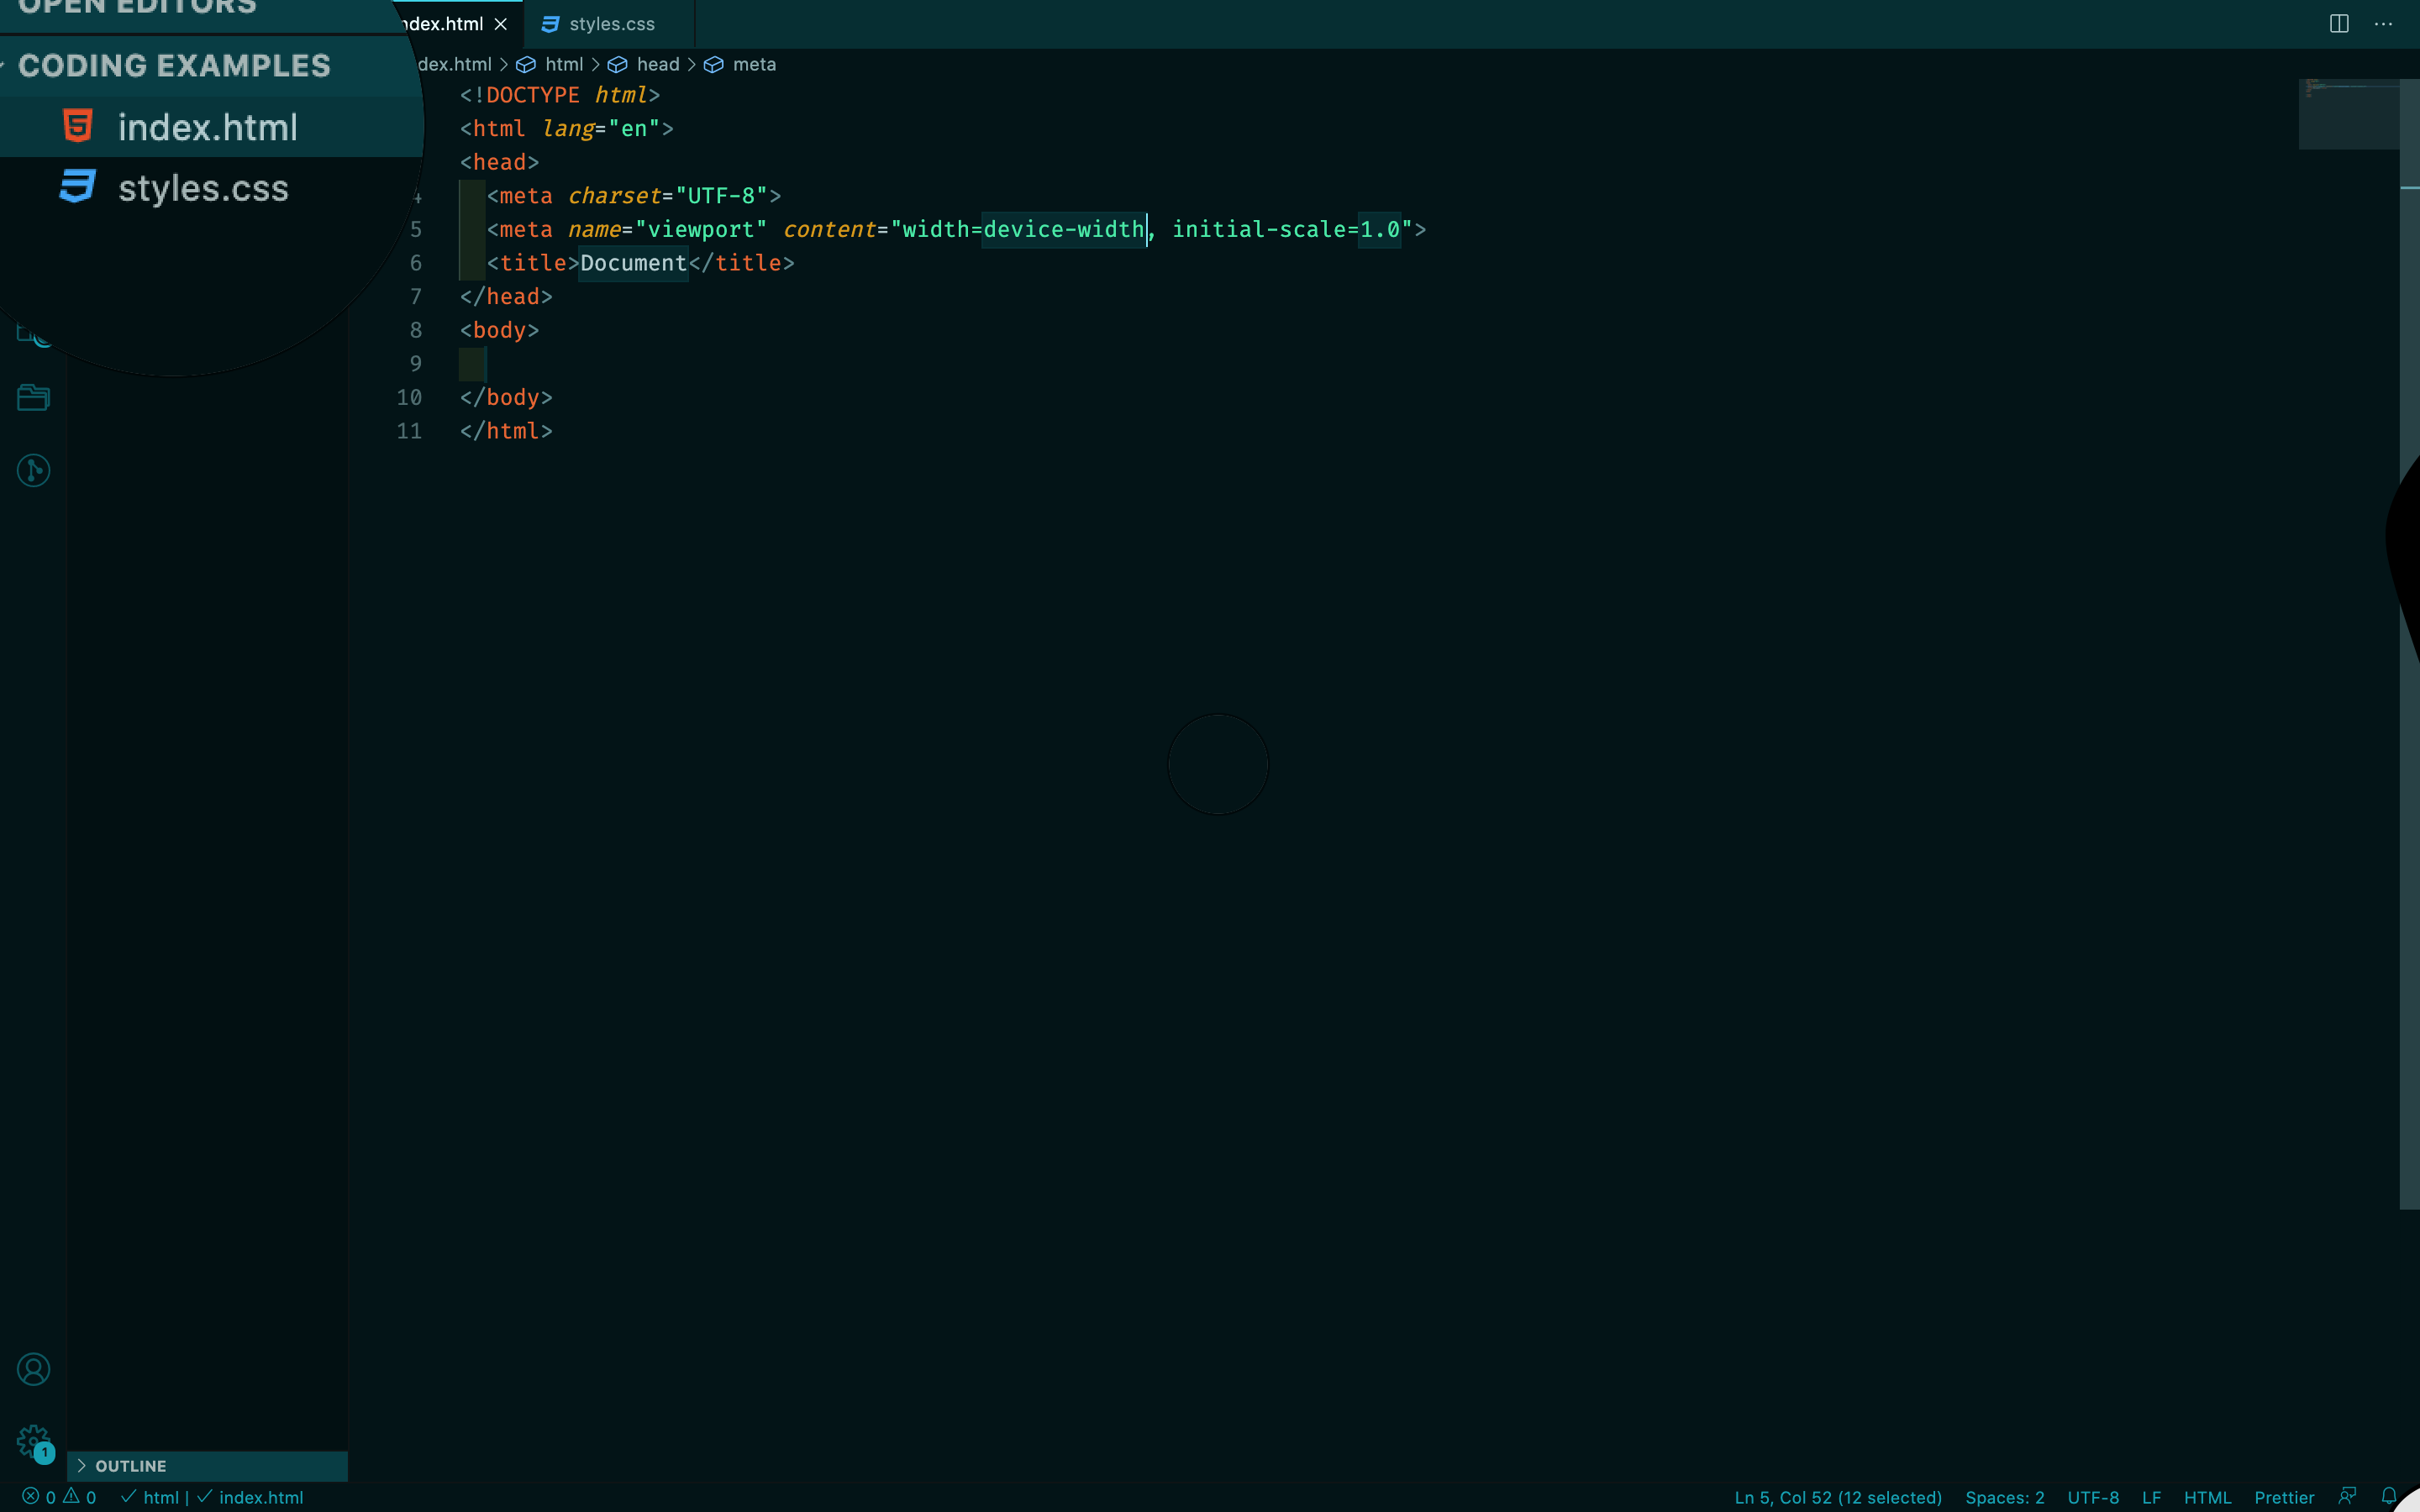 OPEN EDITORS
CODING EXAMPLES
index.html
styles.css
ndex.html
styles.css
dex.html > html > head > meta
<!DOCTYPE html>
<html lang="en">
<head>
4 <meta charset="UTF-8">
5 <meta name="viewport" content="width=device-width, initial-scale=1.0">
6 <title>Document</title>
7 </head>
8 <body>
9
10 </body>
11 </html>
1
OUTLINE
0 0 html | index.html
Ln 5, Col 52 (12 selected) Spaces: 2 UTF-8 LF HTML Prettier